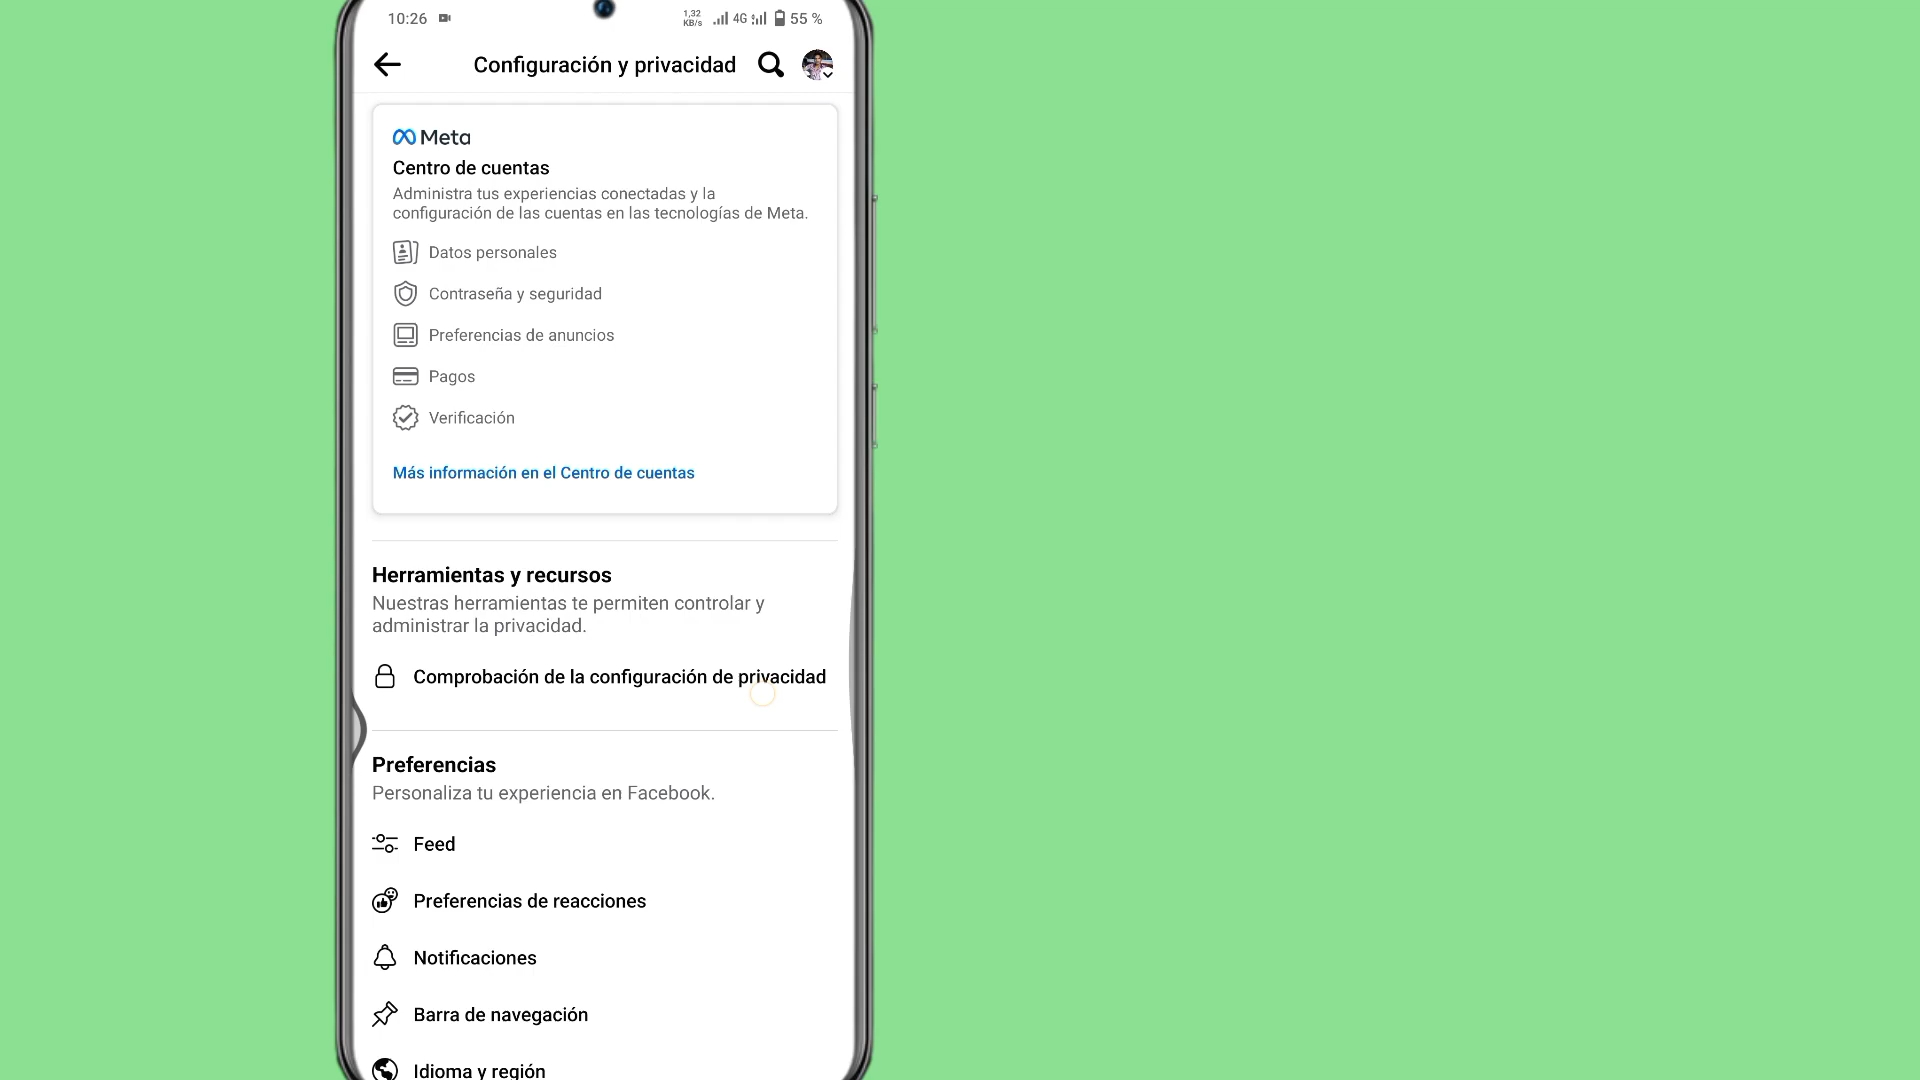 10:26
1,32
KB/s
4G
55 %
Configuración y privacidad
Meta
Centro de cuentas
Administra tus experiencias conectadas y la
configuración de las cuentas en las tecnologías de Meta.
Datos personales
Contraseña y seguridad
Preferencias de anuncios
Pagos
Verificación
Más información en el Centro de cuentas
Herramientas y recursos
Nuestras herramientas te permiten controlar y
administrar la privacidad.
Comprobación de la configuración de privacidad
Preferencias
Personaliza tu experiencia en Facebook.
Feed
Preferencias de reacciones
Notificaciones
Barra de navegación
Idioma y región